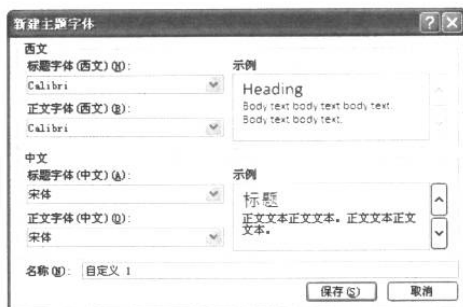 新建主题字体
西文
标题字体(西文)(H):
Calibri
正文字体(西文)(B):
Calibri
示例
Heading
Body text body text body text.
Body text body text.
中文
标题字体(中文)(A):
宋体
正文字体(中文)(O):
宋体
示例
标题
正文文本正文文本。正文文本正文
文本。
名称(N): 自定义 1
保存(S)
取消